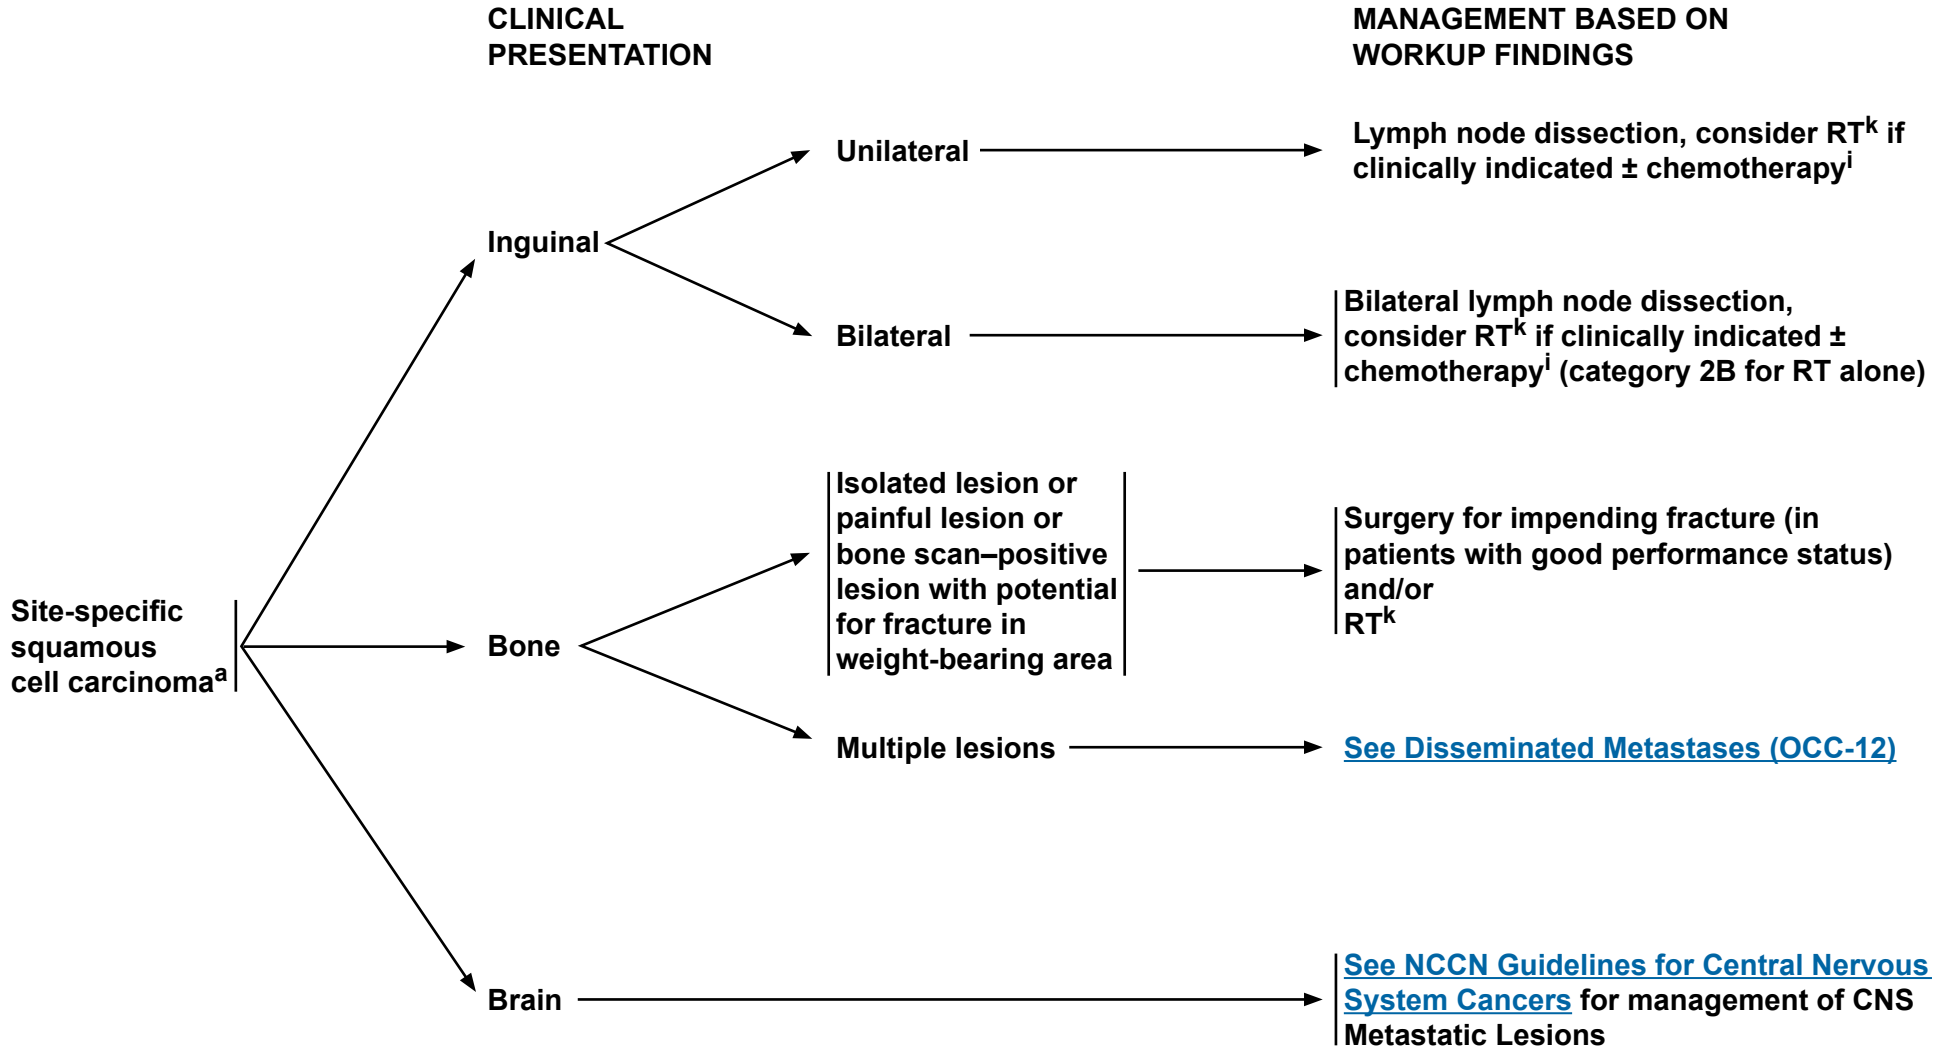 CLINICAL
PRESENTATION
MANAGEMENT BASED ON
WORKUP FINDINGS
Unilateral
Lymph node dissection, consider RTᵏ if
clinically indicated ± chemotherapyⁱ
Inguinal
Bilateral
Bilateral lymph node dissection,
consider RTᵏ if clinically indicated ±
chemotherapyⁱ (category 2B for RT alone)
Site-specific
squamous
cell carcinomaᵃ
Bone
Isolated lesion or
painful lesion or
bone scan–positive
lesion with potential
for fracture in
weight-bearing area
Surgery for impending fracture (in
patients with good performance status)
and/or
RTᵏ
Multiple lesions
See Disseminated Metastases (OCC-12)
Brain
See NCCN Guidelines for Central Nervous
System Cancers for management of CNS
Metastatic Lesions